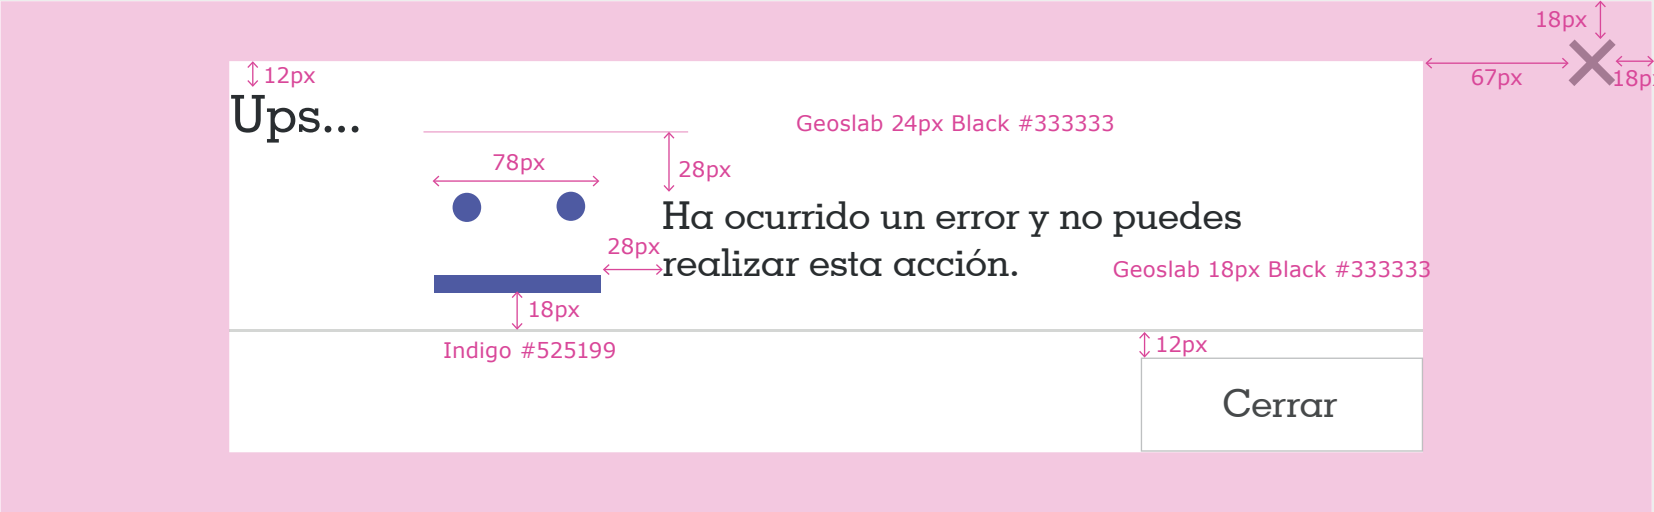 18px
12px
67px
18p
Ups...
Geoslab 24px Black #333333
78px
28px
Ha ocurrido un error y no puedes
28px
realizar esta acción.
Geoslab 18px Black #333333
18px
Indigo #525199
12px
Cerrar